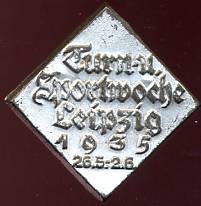 Turn-u.
Sportwoche
Leipzig
1935
26.5.-2.6.